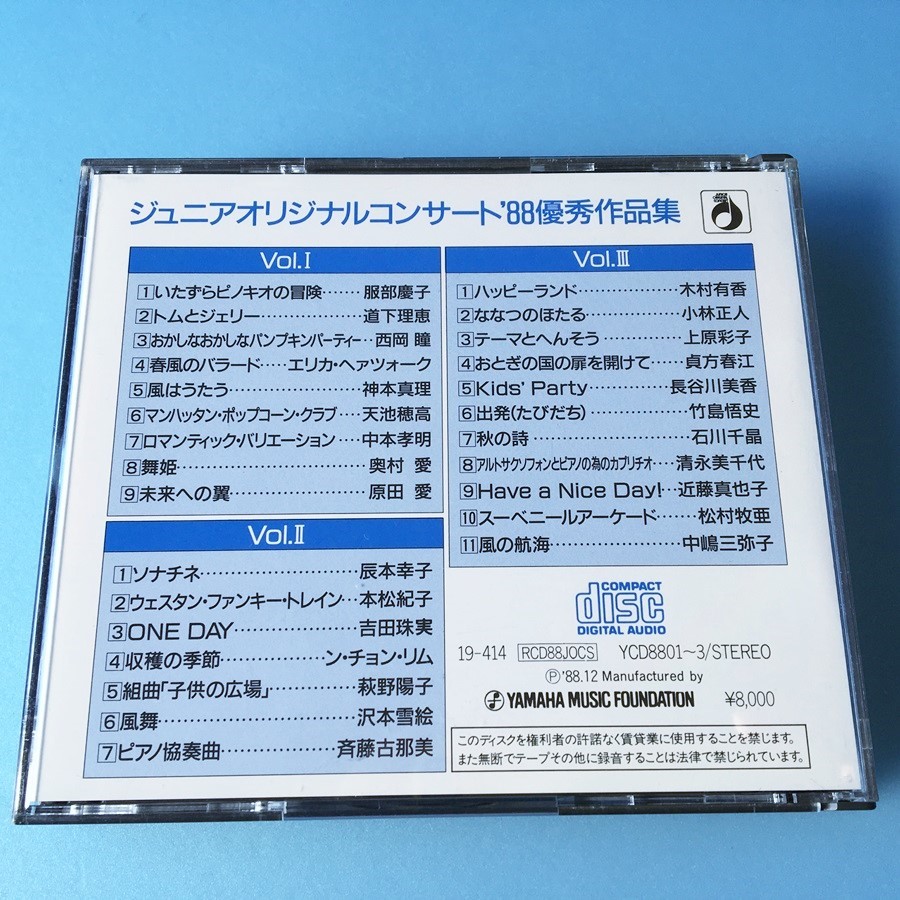 ジュニアオリジナルコンサート'88優秀作品集
Vol.Ⅰ
1いたずらピノキオの冒険……服部慶子
2トムとジェリー……道下理恵
3おかしなおかしなパンプキンパーティー…西岡 瞳
4春風のバラード……エリカ・ヘァツォーク
5風はうたう……神本真理
6マンハッタン・ポップコーン・クラブ……天池穂高
7ロマンティック・バリエーション……中本孝明
8舞姫……奥村 愛
9未来への翼……原田 愛
Vol.Ⅱ
1ソナチネ……辰本幸子
2ウェスタン・ファンキー・トレイン…本松紀子
3ONE DAY……吉田珠実
4収穫の季節……ン・チョン・リム
5組曲「子供の広場」……萩野陽子
6風舞……沢本雪絵
7ピアノ協奏曲……斉藤古那美
Vol.Ⅲ
1ハッピーランド……木村有香
2ななつのほたる……小林正人
3テーマとへんそう……上原彩子
4おとぎの国の扉を開けて……貞方春江
5Kids' Party……長谷川美香
6出発(たびだち)……竹島悟史
7秋の詩……石川千晶
8アルトサクソフォンとピアノの為のカプリチオ…清永美千代
9Have a Nice Day!…近藤真也子
10スーベニールアーケード……松村牧亜
11風の航海……中嶋三弥子
COMPACT
disc
DIGITAL AUDIO
19-414 RCD88JOCS YCD8801~3/STEREO
Ⓟ'88.12 Manufactured by
YAMAHA MUSIC FOUNDATION ¥8,000
このディスクを権利者の許諾なく賃貸業に使用することを禁じます。
また無断でテープその他に録音することは法律で禁じられています。